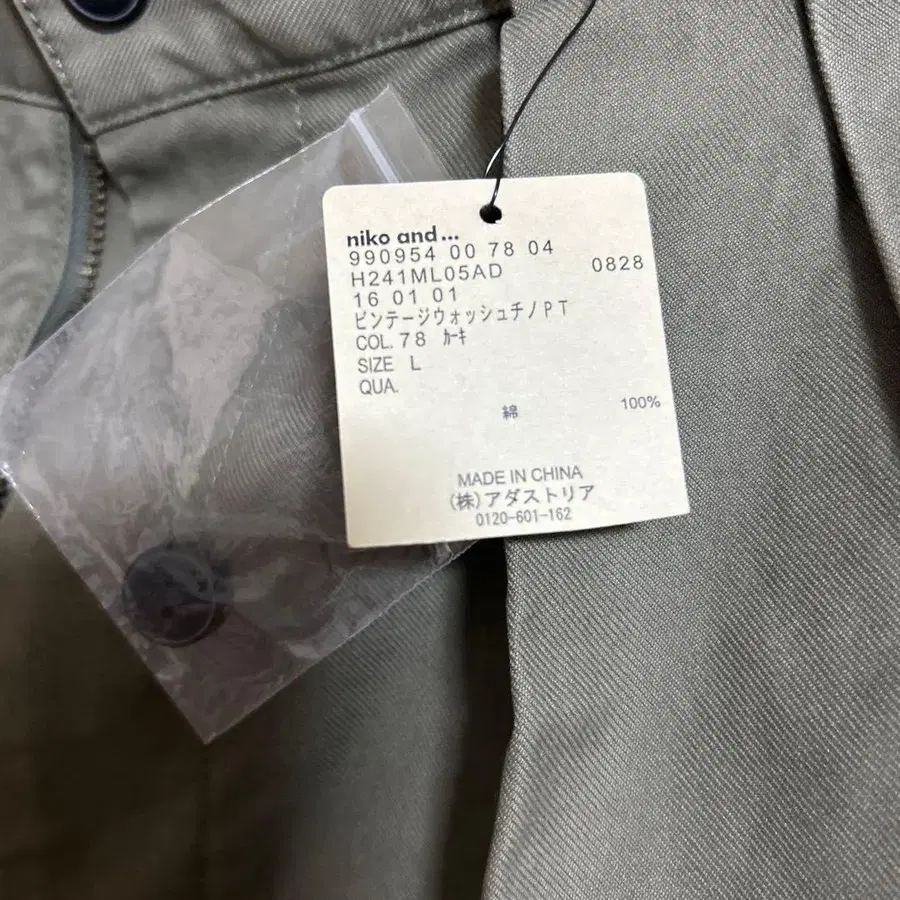 niko and ...
990954 00 78 04
H241ML05AD 0828
16 01 01
ビンテージウォッシュチノPT
COL. 78 カーキ
SIZE L
QUA.
綿 100%
MADE IN CHINA
(株)アダストリア
0120-601-162